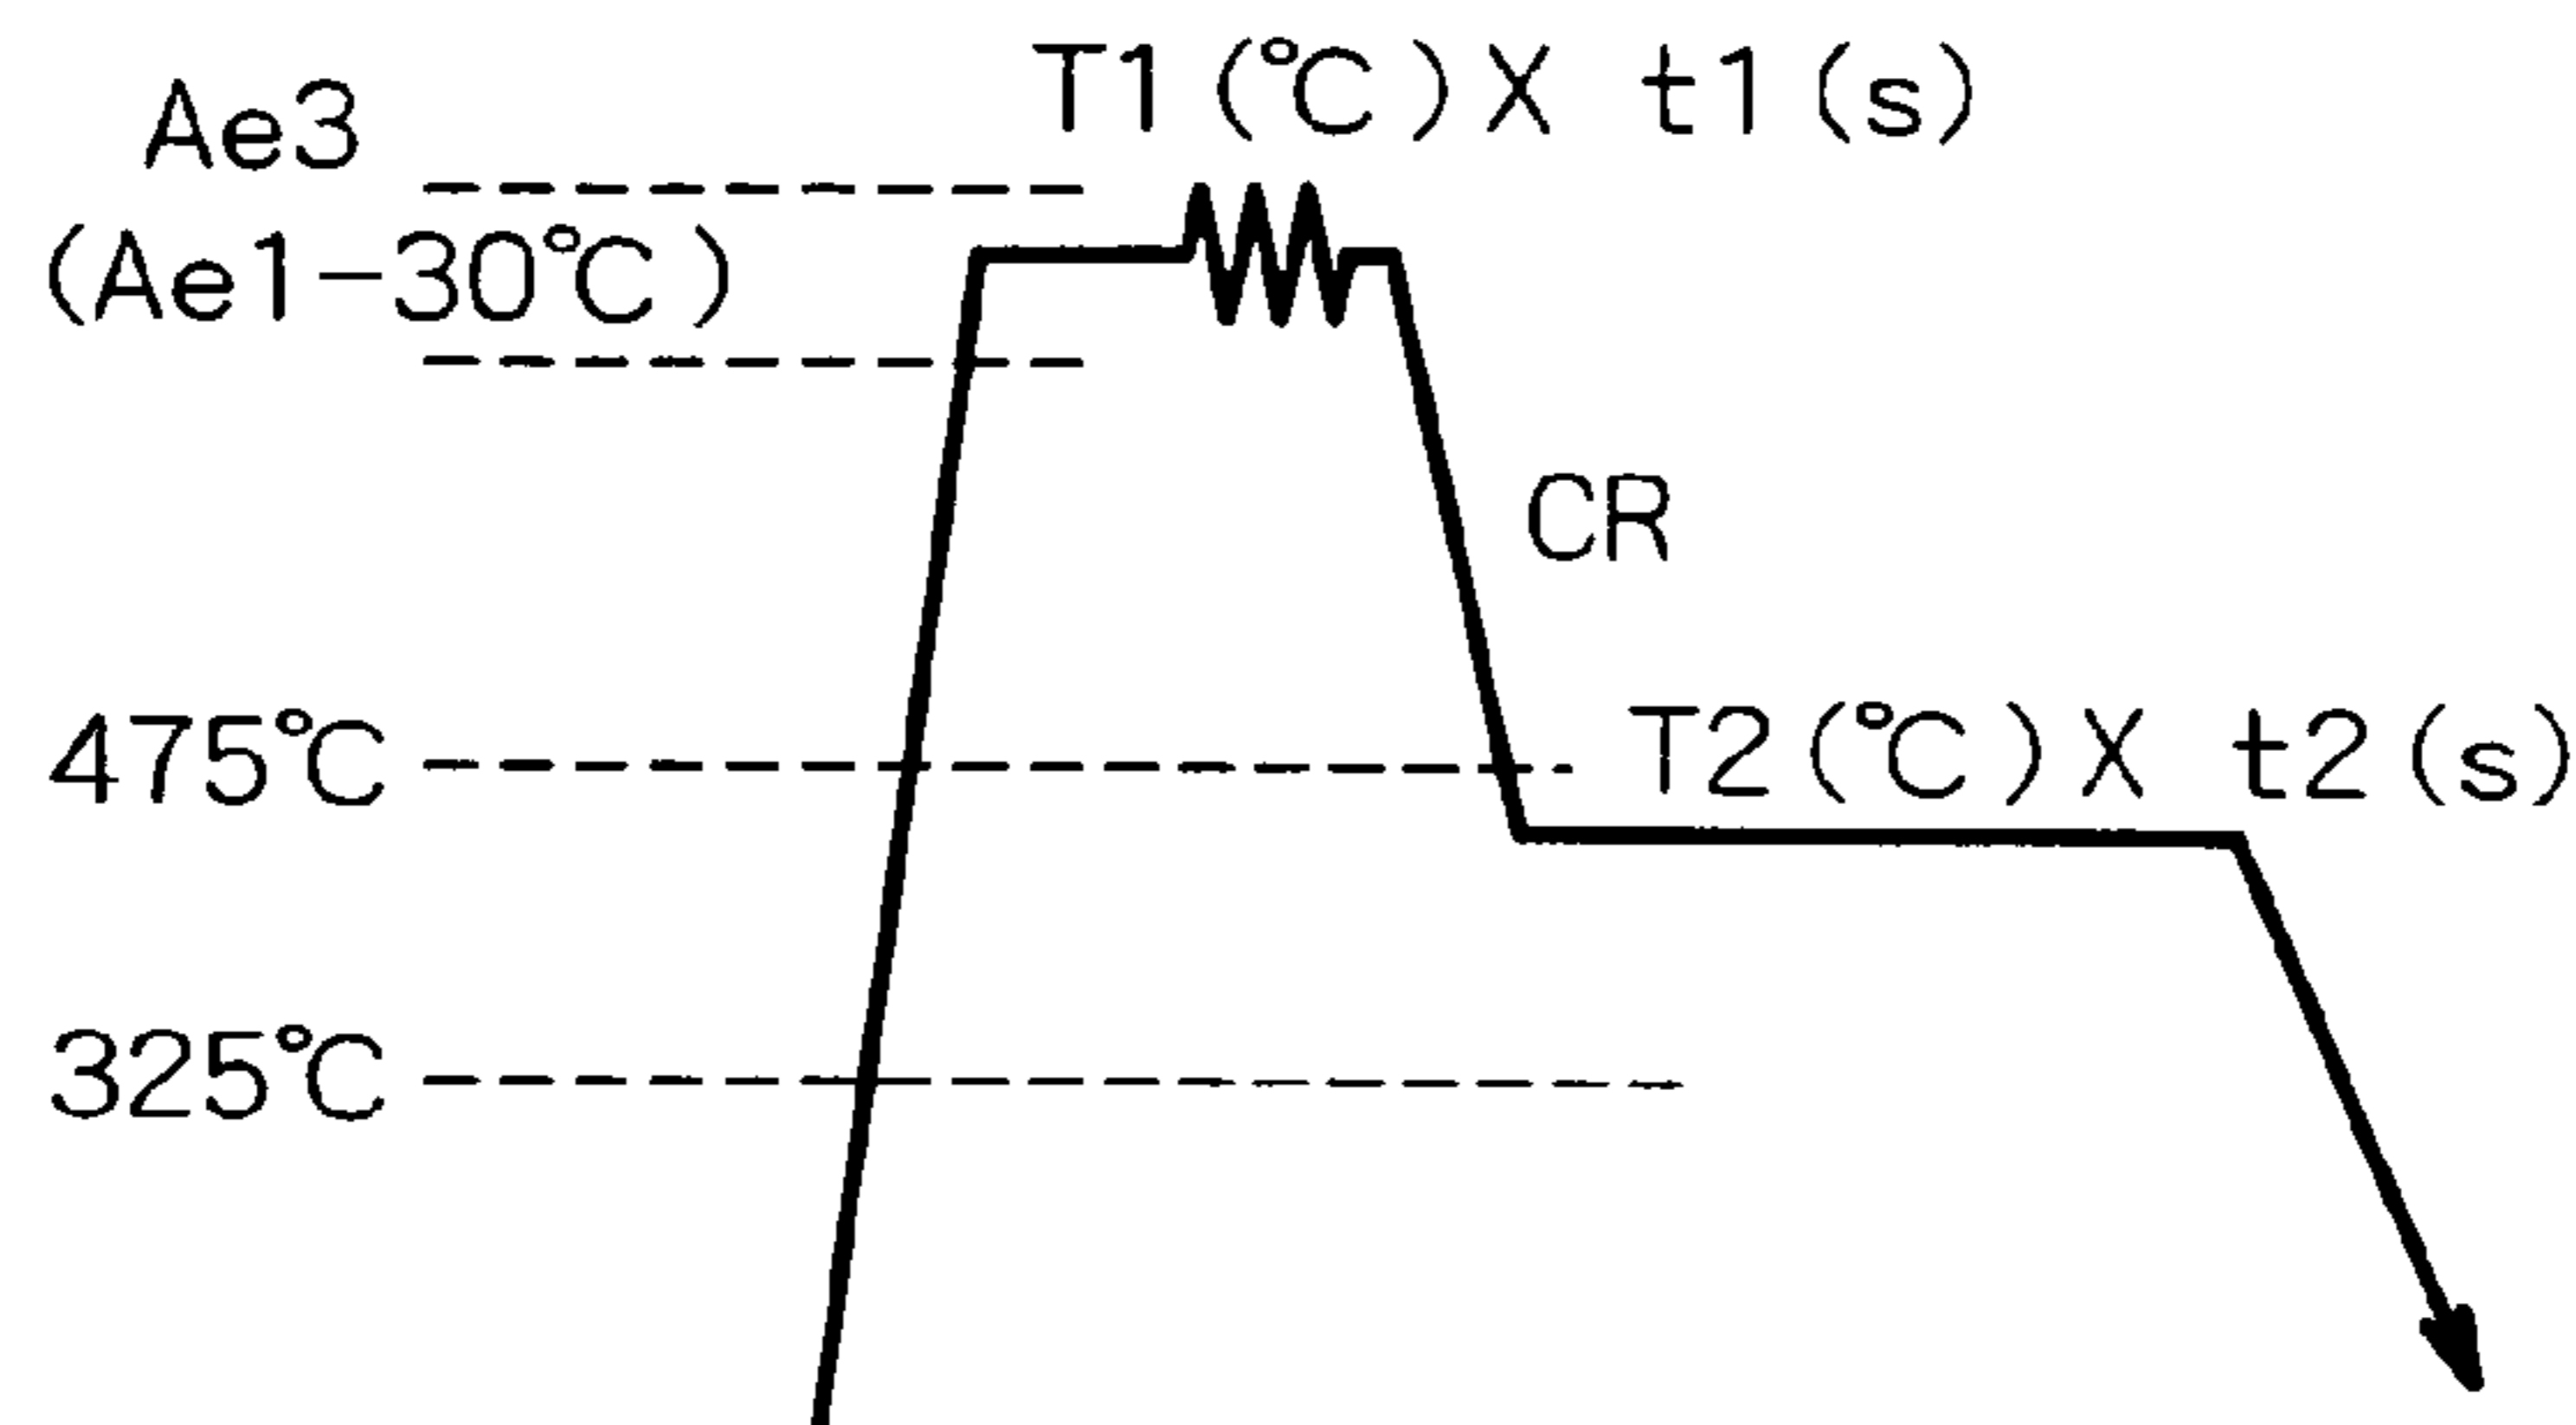 T1(℃)X t1(s)
Ae3
(Ae1-30℃)
CR
475℃
T2(℃)X t2(s)
325℃